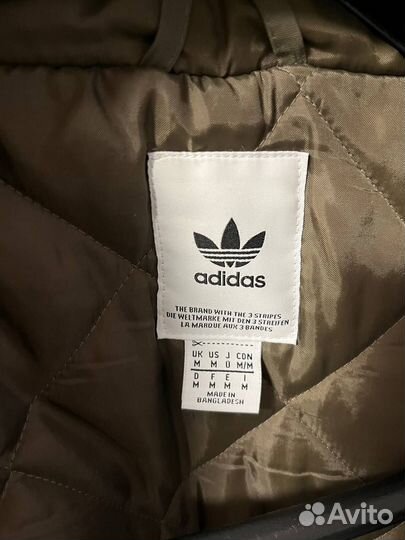 adidas
THE BRAND WITH THE 3 STRIPES
DIE WELTMARKE MIT DEN 3 STREIFEN
LA MARQUE AUX 3 BANDES
UK US J CDN
M M O M/M
D F E I
M M M M
MADE IN
BANGLADESH
Avito